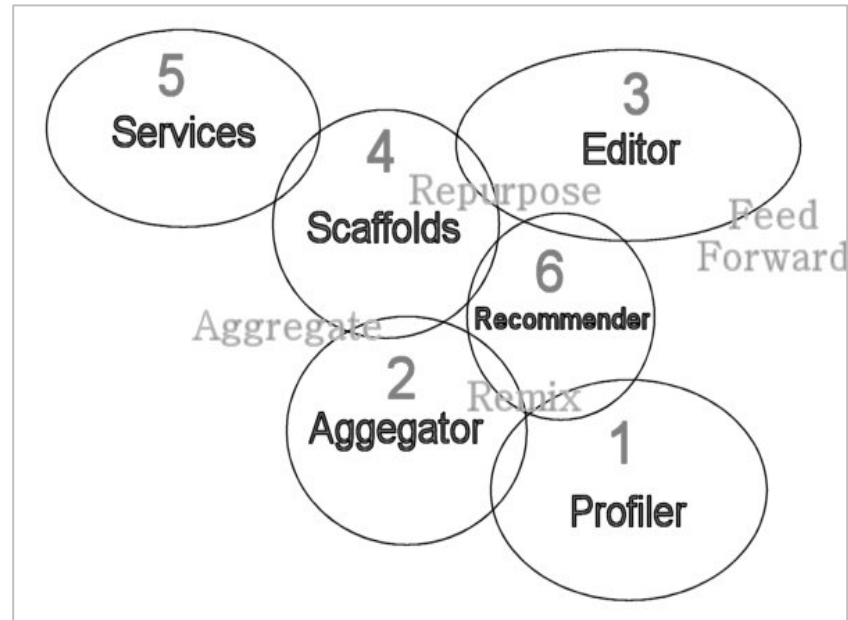 5
Services
3
Editor
4
Repurpose
Scaffolds
Feed
Forward
6
Recommender
Aggregate
2
Remix
Aggegator
1
Profiler